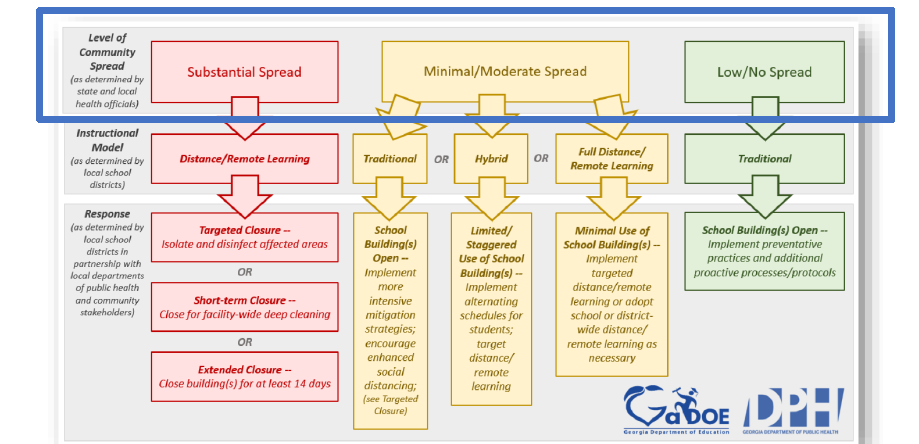 Level of
Community
Spread
(as determined by
state and local
health officials)
Substantial Spread
Minimal/Moderate Spread
Low/No Spread
Instructional
Model
(as determined by
local school
districts)
Distance/Remote Learning
Traditional
OR
Hybrid
OR
Full Distance/
Remote Learning
Traditional
Response
(as determined by
local school
districts in
partnership with
local departments
of public health
and community
stakeholders)
Targeted Closure --
Isolate and disinfect affected areas
OR
Short-term Closure --
Close for facility-wide deep cleaning
OR
Extended Closure --
Close building(s) for at least 14 days
School
Building(s)
Open --
Implement
more
intensive
mitigation
strategies;
encourage
enhanced
social
distancing;
(see Targeted
Closure)
Limited/
Staggered
Use of School
Building(s) --
Implement
alternating
schedules for
students;
target
distance/
remote
learning
Minimal Use of
School Building(s) --
Implement
targeted
distance/remote
learning or adopt
school or district-
wide distance/
remote learning as
necessary
School Building(s) Open --
Implement preventative
practices and additional
proactive processes/protocols
GaDOE
Georgia Department of Education
DPH
GEORGIA DEPARTMENT OF PUBLIC HEALTH